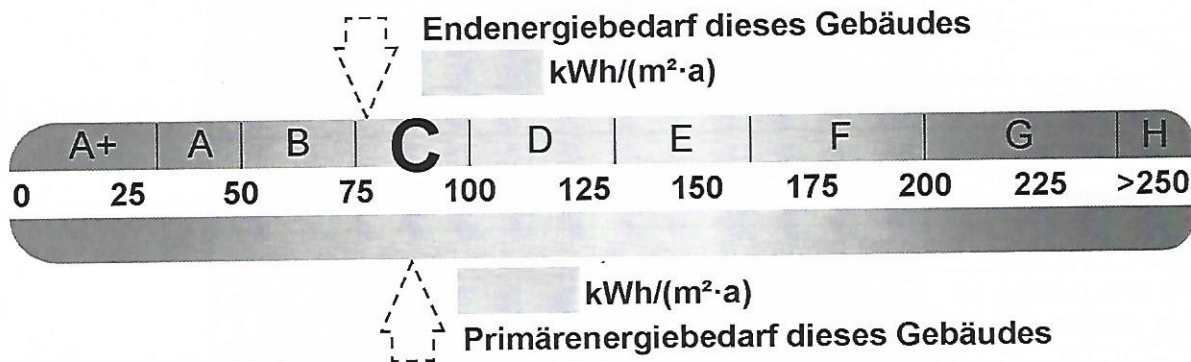 Endenergiebedarf dieses Gebäudes
kWh/(m²·a)
A+ A B C D E F G H
0 25 50 75 100 125 150 175 200 225 >250
kWh/(m²·a)
Primärenergiebedarf dieses Gebäudes